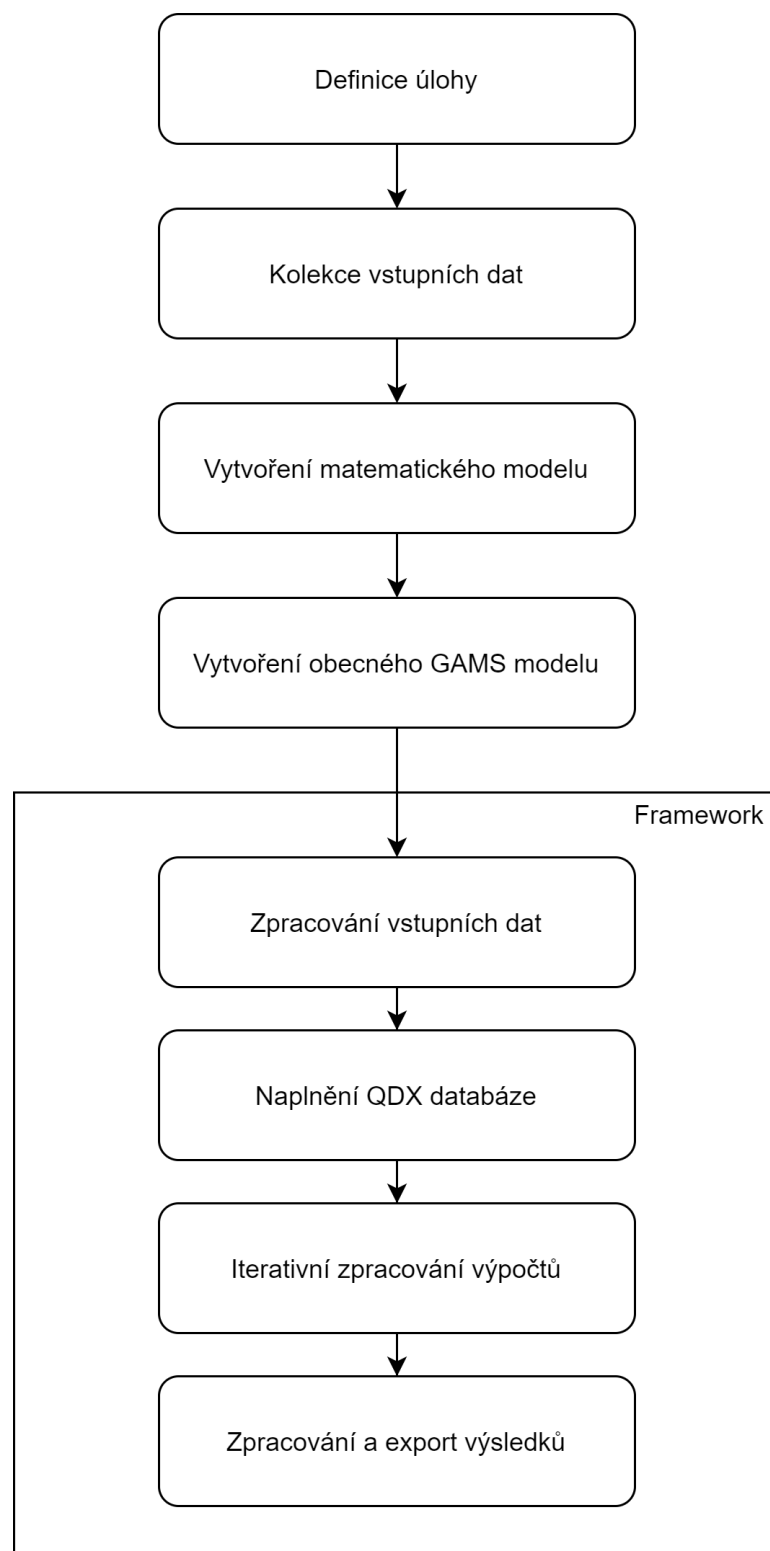 Definice úlohy
Kolekce vstupních dat
Vytvoření matematického modelu
Vytvoření obecného GAMS modelu
Framework
Zpracování vstupních dat
Naplnění QDX databáze
Iterativní zpracování výpočtů
Zpracování a export výsledků